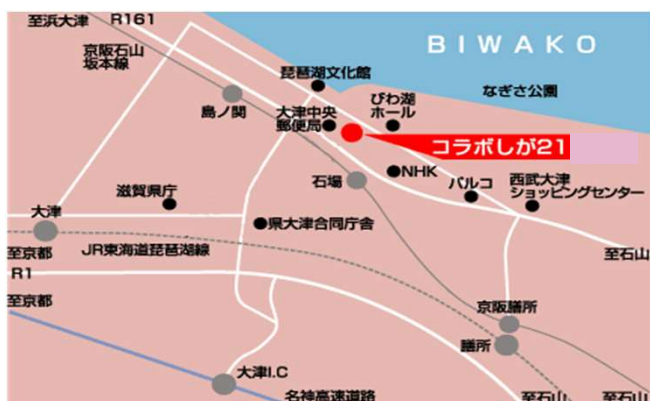 至浜大津
R161
BIWAKO
京阪石山
坂本線
琵琶湖文化館
なぎさ公園
びわ湖
ホール
島ノ関
大津中央
郵便局
コラボしが21
石場
NHK
パルコ
西武大津
ショッピングセンター
滋賀県庁
大津
県大津合同庁舎
至京都
JR東海道琵琶湖線
至石山
R1
至京都
京阪膳所
膳所
大津I.C
名神高速道路
至石山
至石山